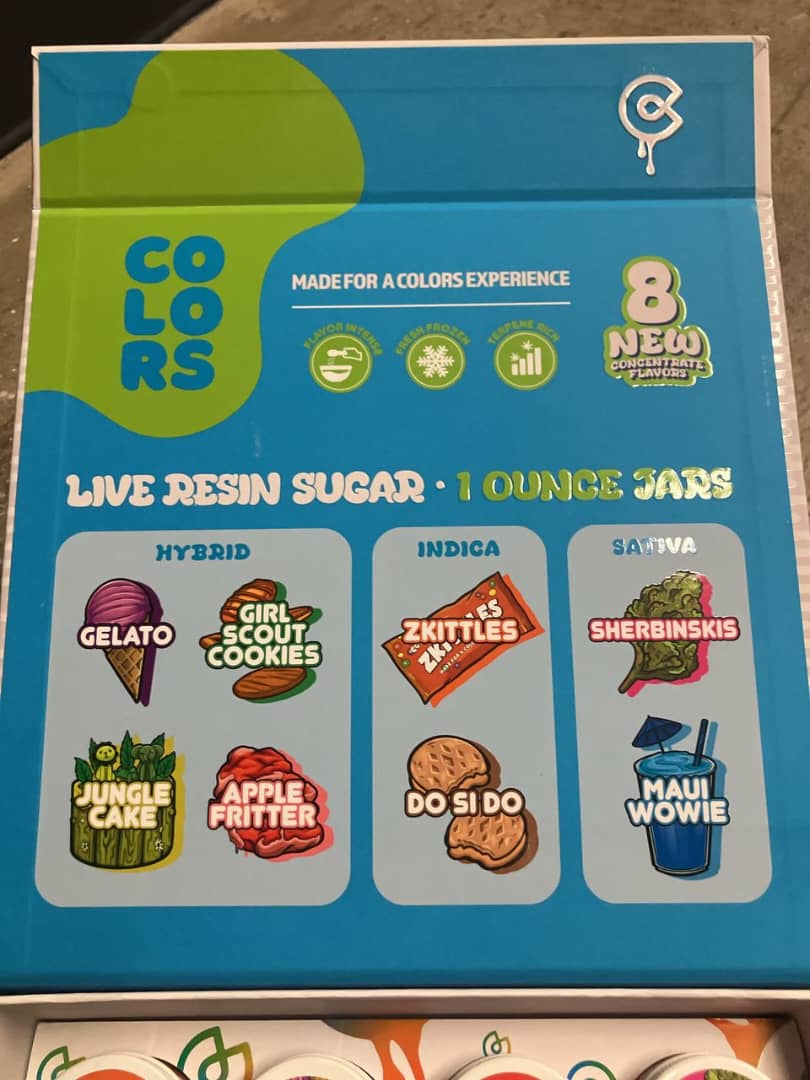 CO
LO
RS
MADE FOR A COLORS EXPERIENCE
FLAVOR INTENSE
FRESH FROZEN
TERPENE RICH
8
NEW
CONCENTRATE
FLAVORS
LIVE RESIN SUGAR · 1 OUNCE JARS
HYBRID
GELATO
GIRL
SCOUT
COOKIES
JUNGLE
CAKE
APPLE
FRITTER
INDICA
ZKITTLES
DO SI DO
SATIVA
SHERBINSKIS
MAUI
WOWIE